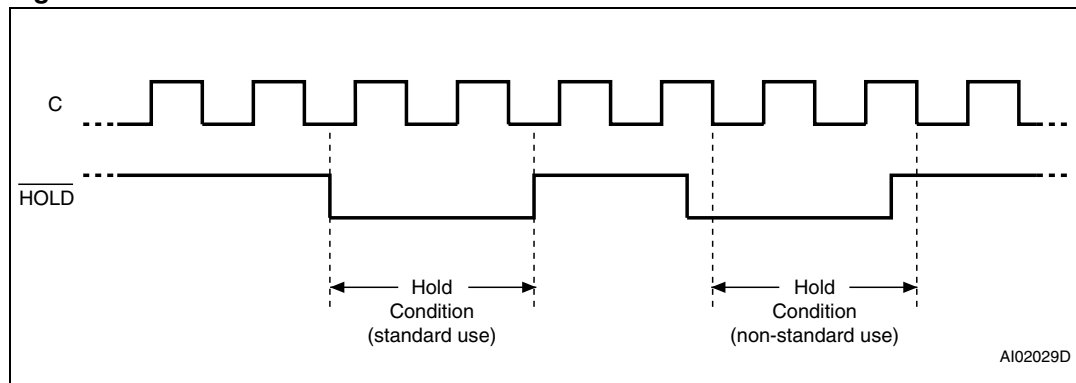 C
HOLD
Hold
Condition
(standard use)
Hold
Condition
(non-standard use)
AI02029D